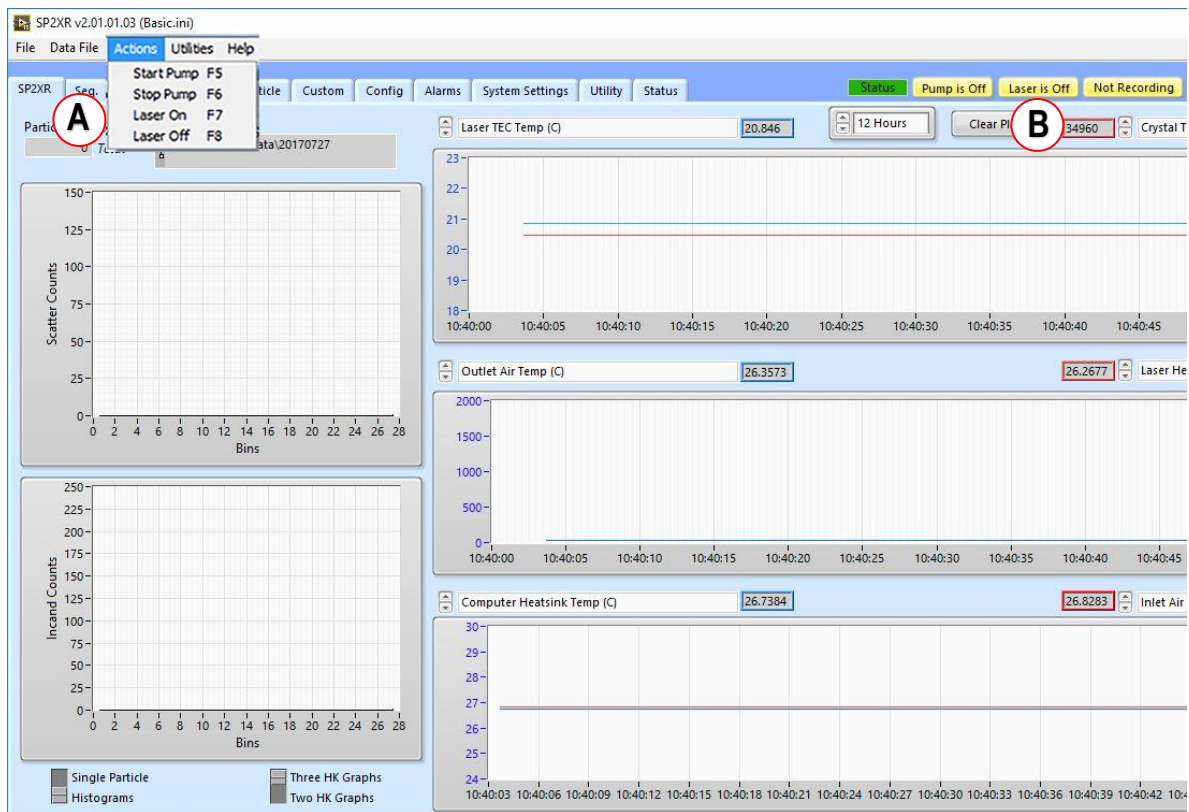 SP2XR v2.01.01.03 (Basic.ini)
File Data File Actions Utilities Help
Start Pump F5
Stop Pump F6
Laser On F7
Laser Off F8
SP2XR Seq. Custom Config Alarms System Settings Utility Status
Status Pump is Off Laser is Off Not Recording
A
0
6
Laser TEC Temp (C) 20.846 12 Hours Clear B 34960 Crystal T
23
22
21
20
19
18
10:40:00 10:40:05 10:40:10 10:40:15 10:40:20 10:40:25 10:40:30 10:40:35 10:40:40 10:40:45
150
125
100
75
50
25
0
Scatter Counts
0 2 4 6 8 10 12 14 16 18 20 22 24 26 28
Bins
Outlet Air Temp (C) 26.3573 26.2677 Laser He
2000
1500
1000
500
0
10:40:00 10:40:05 10:40:10 10:40:15 10:40:20 10:40:25 10:40:30 10:40:35 10:40:40 10:40:45
250
225
200
175
150
125
100
75
50
25
0
Incand Counts
0 2 4 6 8 10 12 14 16 18 20 22 24 26 28
Bins
Computer Heatsink Temp (C) 26.7384 26.8283 Inlet Air
30
29
28
27
26
25
24
10:40:03 10:40:06 10:40:09 10:40:12 10:40:15 10:40:18 10:40:21 10:40:24 10:40:27 10:40:30 10:40:33 10:40:36 10:40:39 10:40:42
Single Particle
Histograms
Three HK Graphs
Two HK Graphs